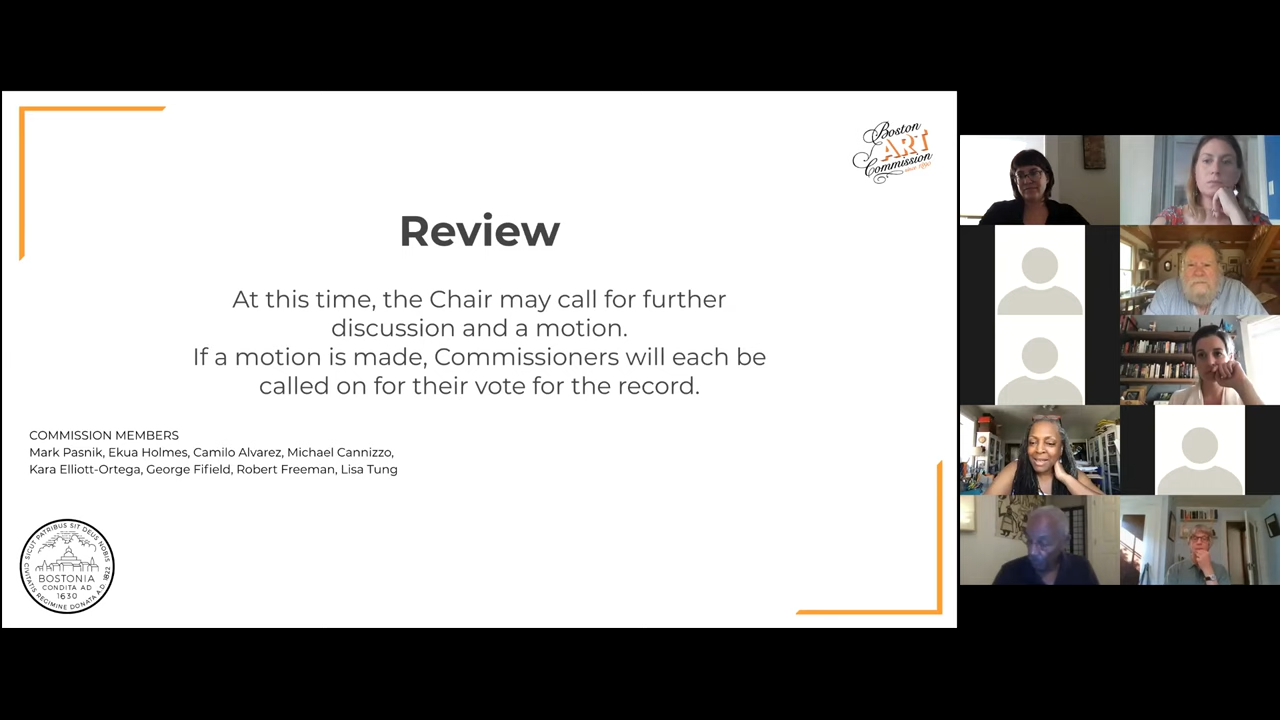 Boston
ART
Commission
since 1890
Review
At this time, the Chair may call for further
discussion and a motion.
If a motion is made, Commissioners will each be
called on for their vote for the record.
COMMISSION MEMBERS
Mark Pasnik, Ekua Holmes, Camilo Alvarez, Michael Cannizzo,
Kara Elliott-Ortega, George Fifield, Robert Freeman, Lisa Tung
SICUT PATRIBUS SIT DEUS NOBIS
BOSTONIA
CONDITA AD
1630
CIVITATIS REGIMINE DONATA A.D. 1822